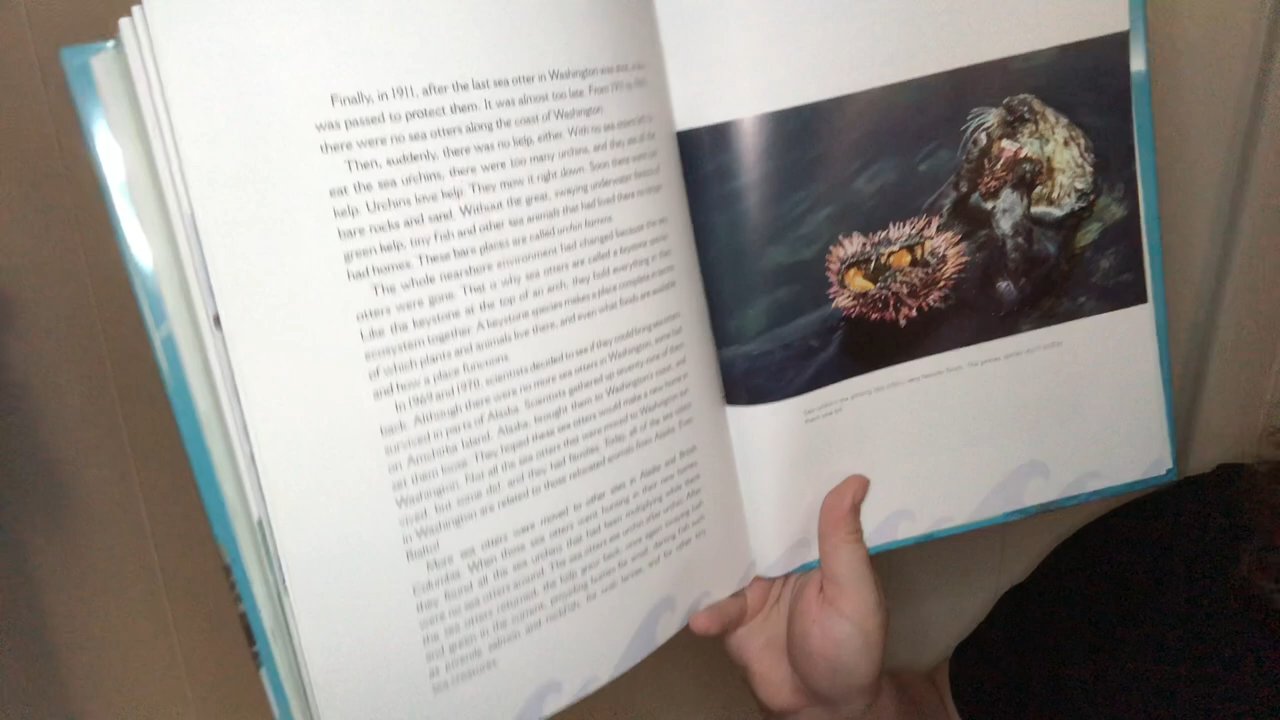 Finally, in 1911, after the last sea otter in Washington was
was passed to protect them. It was almost too late. From 1911 to
there were no sea otters along the coast of Washington.
Then, suddenly, there was no kelp, either. With no sea otters left to
eat the sea urchins, there were too many urchins, and they ate all the
kelp. Urchins love kelp. They mow it right down. Soon there were just
bare rocks and sand. Without the great, swaying underwater forests of
green kelp, tiny fish and other sea animals that had lived there no longer
had homes. These bare places are called urchin barrens.
The whole nearshore environment had changed because the sea
otters were gone. That is why sea otters are called a keystone species.
Like the keystone at the top of an arch, they hold everything in their
ecosystem together. A keystone species makes a place complete in terms
of which plants and animals live there, and even what foods are available
and how a place functions.
In 1969 and 1970, scientists decided to see if they could bring sea otters
back. Although there were no more sea otters in Washington, some had
survived in parts of Alaska. Scientists gathered up seventy-nine of them
on Amchitka Island, Alaska, brought them to Washington's coast, and
set them loose. They hoped these sea otters would make a new home in
Washington. Not all the sea otters that were moved to Washington sur-
vived, but some did, and they had families. Today, all of the sea otters
in Washington are related to those relocated animals from Alaska. Even
Bixby!
More sea otters were moved to other sites in Alaska and British
Columbia. When these sea otters went hunting in their new homes,
they found all the sea urchins that had been multiplying while there
were no sea otters around. The sea otters ate urchin after urchin. After
the sea otters returned, the kelp grew back, once again swaying lush
and green in the current, providing homes for small, darting fish such
as
salmon and rockfish, for
larvae, and for other tiny
sea creatures.